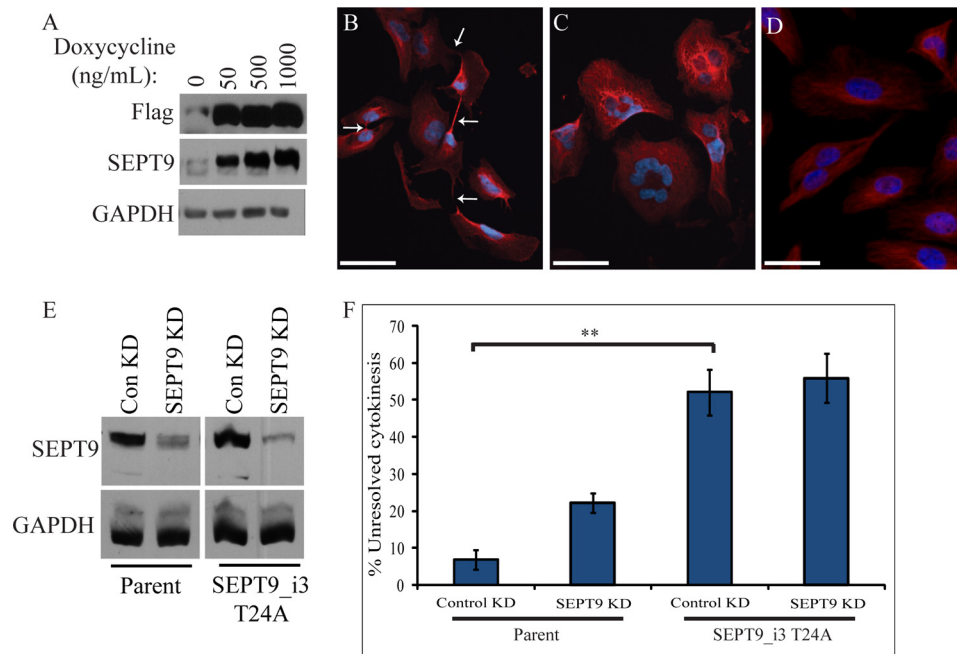 A
Doxycycline
(ng/mL):
0
50
500
1000
Flag
SEPT9
GAPDH
B
C
D
E
Con KD
SEPT9 KD
Con KD
SEPT9 KD
SEPT9
GAPDH
Parent
SEPT9_i3
T24A
F
% Unresolved cytokinesis
70
60
50
40
30
20
10
0
**
Control KD
SEPT9 KD
Control KD
SEPT9 KD
Parent
SEPT9_i3 T24A